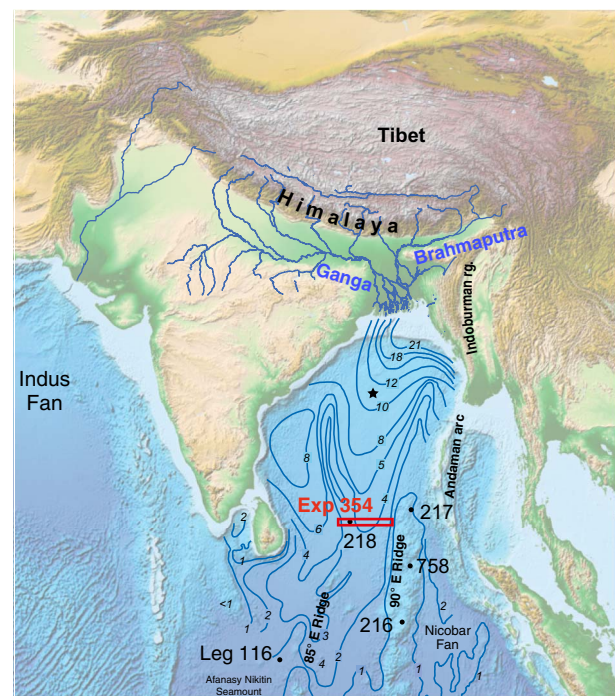 Tibet
Himalaya
Brahmaputra
Ganga
Indoburman rg.
21
18
12
10
Indus
Fan
8
8
5
Andaman arc
4
Exp 354
217
6
218
2
4
1
758
90° E Ridge
<1
2
2
85° E Ridge
216
1
1
3
Nicobar
Fan
Leg 116
4
2
1
1
1
1
Afanasy Nikitin
Seamount